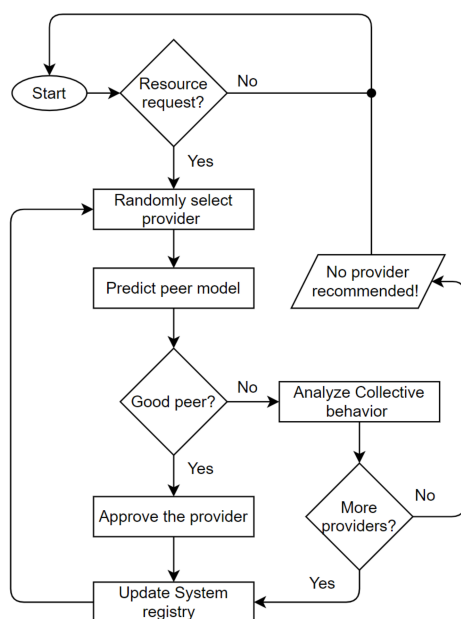 Resource
request?
No
Start
Yes
Randomly select
provider
Predict peer model
No provider
recommended!
Good peer?
No
Analyze Collective
behavior
Yes
Approve the provider
More
providers?
No
Yes
Update System
registry